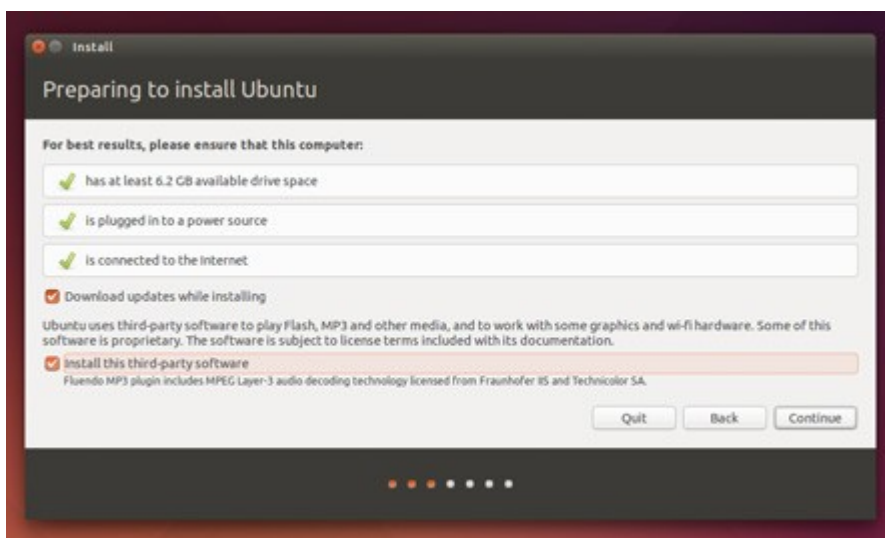 Install
Preparing to install Ubuntu
For best results, please ensure that this computer:
has at least 6.2 GB available drive space
is plugged in to a power source
is connected to the Internet
Download updates while installing
Ubuntu uses third-party software to play Flash, MP3 and other media, and to work with some graphics and wi-fi hardware. Some of this
software is proprietary. The software is subject to license terms included with its documentation.
Install this third-party software
Fluendo MP3 plugin includes MPEG Layer-3 audio decoding technology licensed from Fraunhofer IIS and Technicolor SA.
Quit Back Continue